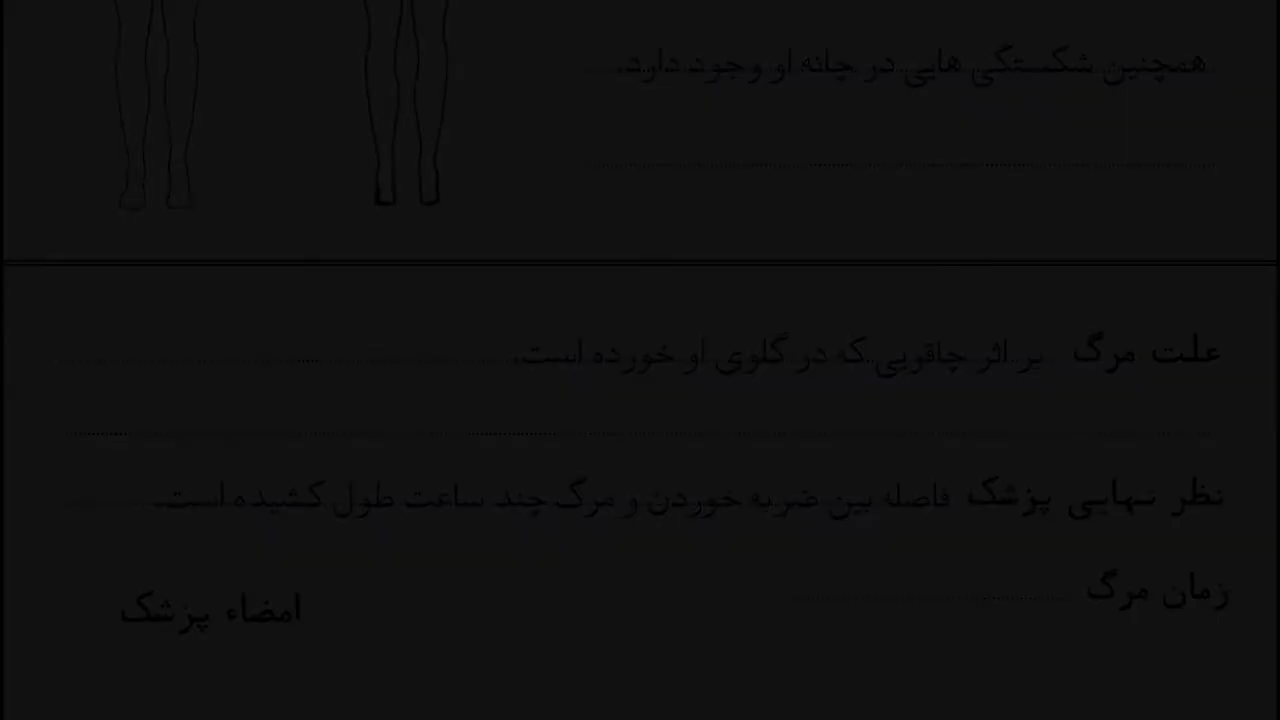 همچنین شکستگی هایی در چانه او وجود دارد.
علت مرگ بر اثر چاقویی که در گلوی او خورده است.
نظر نهایی پزشک فاصله بین ضربه خوردن و مرگ چند ساعت طول کشیده است.
زمان مرگ
امضاء پزشک